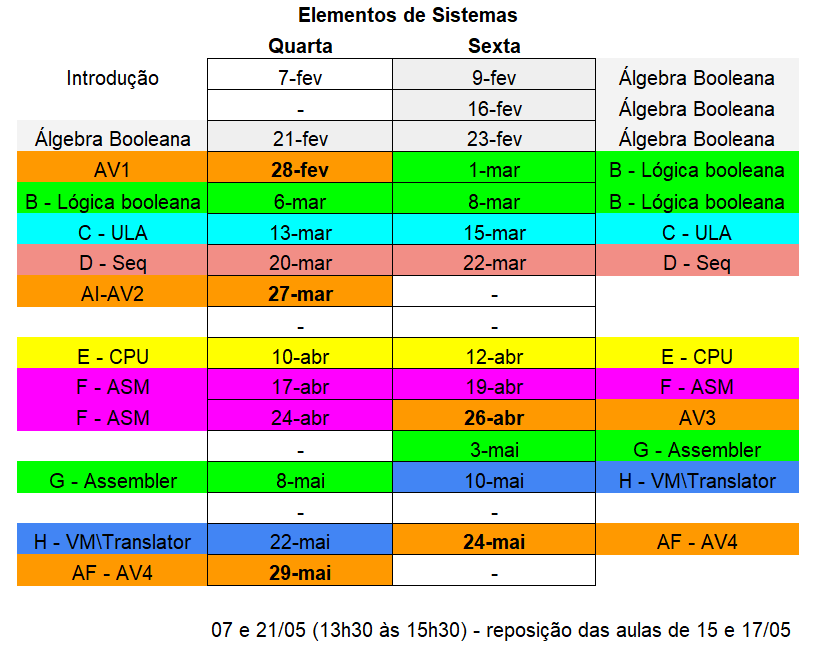 Elementos de Sistemas
Quarta Sexta
Introdução 7-fev 9-fev Álgebra Booleana
- 16-fev Álgebra Booleana
Álgebra Booleana 21-fev 23-fev Álgebra Booleana
AV1 28-fev 1-mar B - Lógica booleana
B - Lógica booleana 6-mar 8-mar B - Lógica booleana
C - ULA 13-mar 15-mar C - ULA
D - Seq 20-mar 22-mar D - Seq
AI-AV2 27-mar -
- -
E - CPU 10-abr 12-abr E - CPU
F - ASM 17-abr 19-abr F - ASM
F - ASM 24-abr 26-abr AV3
- 3-mai G - Assembler
G - Assembler 8-mai 10-mai H - VM\Translator
- -
H - VM\Translator 22-mai 24-mai AF - AV4
AF - AV4 29-mai -
07 e 21/05 (13h30 às 15h30) - reposição das aulas de 15 e 17/05